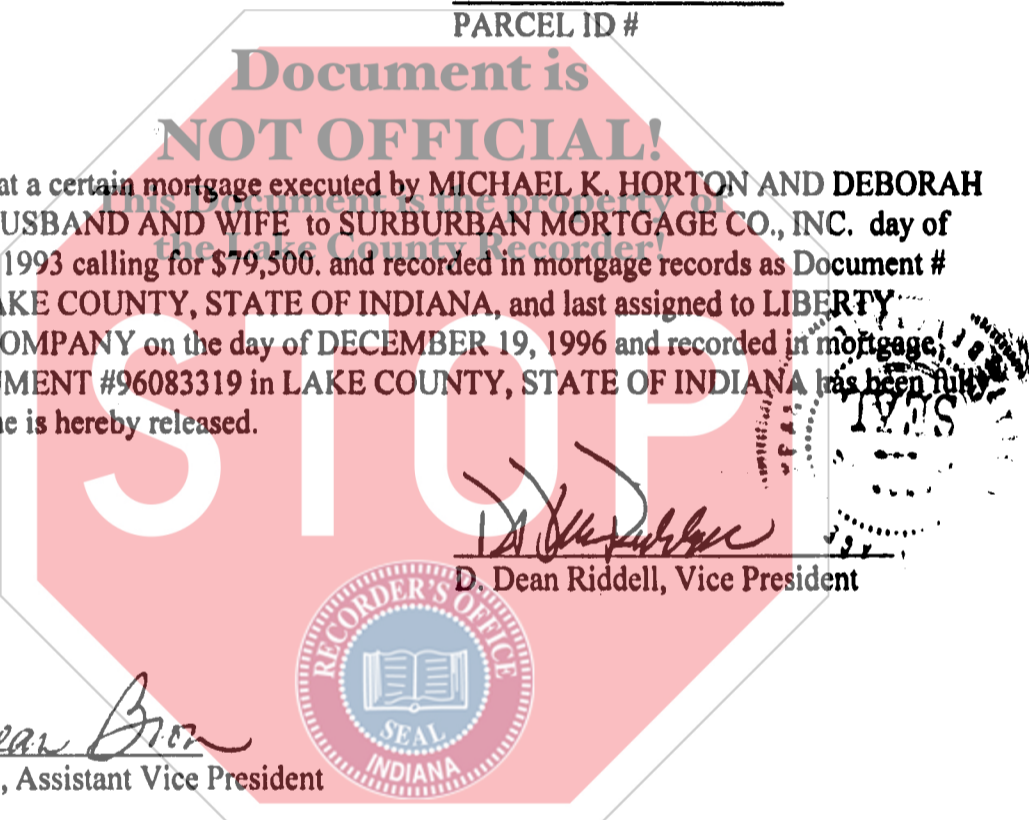 PARCEL ID #
Document is
NOT OFFICIAL!
at a certain mortgage executed by MICHAEL K. HORTON AND DEBORAH
This Document is the property of
USBAND AND WIFE to SURBURBAN MORTGAGE CO., INC. day of
the Lake County Recorder!
1993 calling for $79,500. and recorded in mortgage records as Document #
AKE COUNTY, STATE OF INDIANA, and last assigned to LIBERTY
OMPANY on the day of DECEMBER 19, 1996 and recorded in mortgage,
MENT #96083319 in LAKE COUNTY, STATE OF INDIANA has been fully
e is hereby released.
SEAL
STOP
D. Dean Riddell, Vice President
RECORDER'S OFFICE
SEAL
INDIANA
, Assistant Vice President